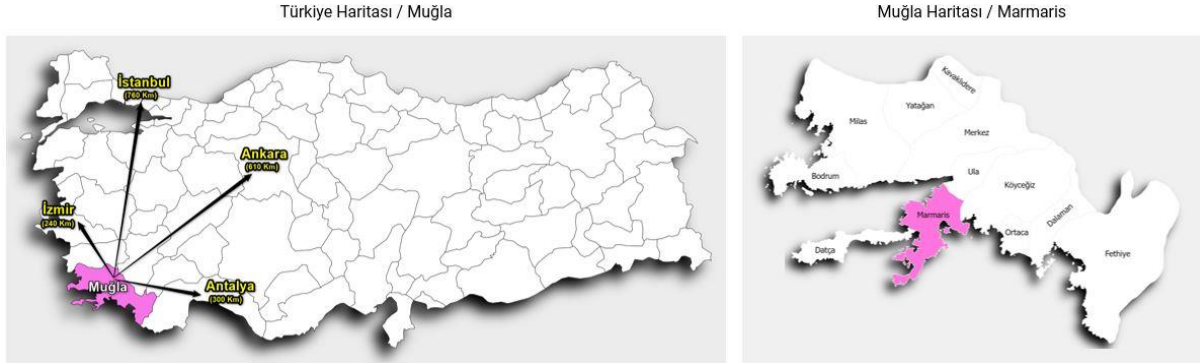 Türkiye Haritası / Muğla
İstanbul
(760 Km)
Ankara
(610 Km)
İzmir
(240 Km)
Muğla
Antalya
(300 Km)
Muğla Haritası / Marmaris
Kavaklıdere
Yatağan
Milas
Merkez
Ula
Bodrum
Köyceğiz
Marmaris
Dalaman
Ortaca
Datça
Fethiye